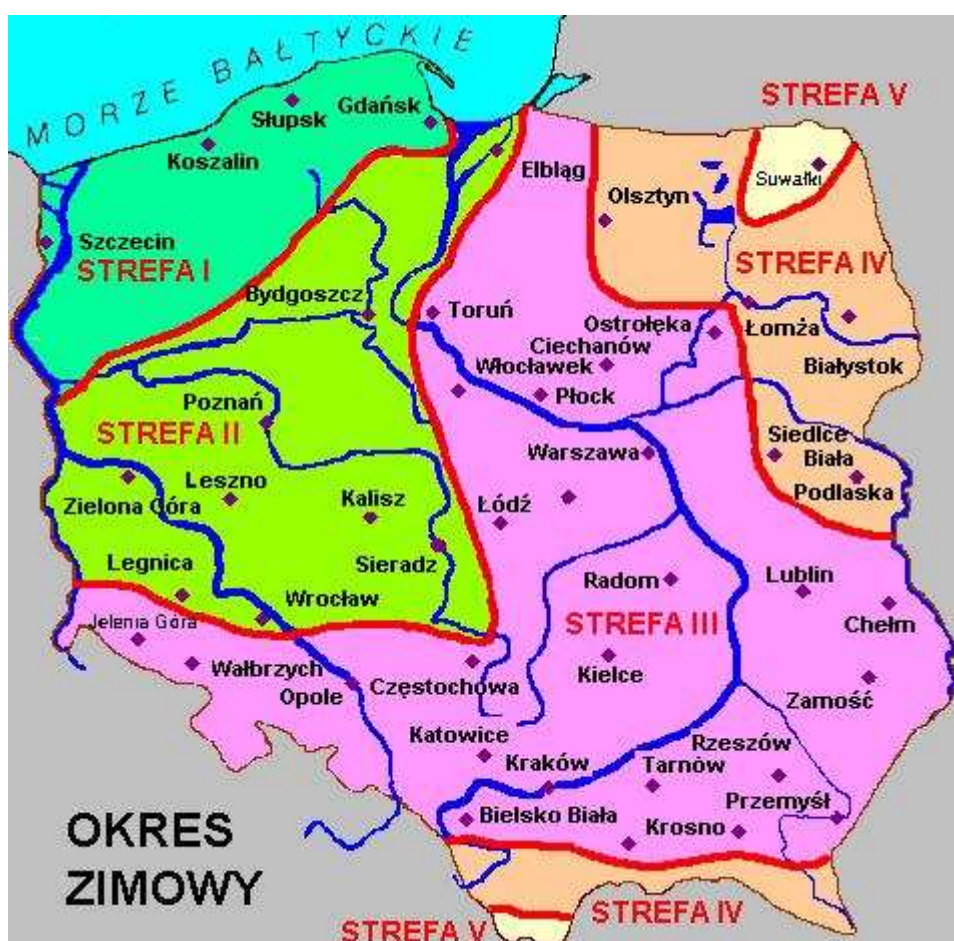 MORZE BAŁTYCKIE
STREFA V
Gdańsk
Słupsk
Koszalin
Elbląg
Suwałki
Olsztyn
Szczecin
STREFA I
STREFA IV
Bydgoszcz
Toruń
Ostrołęka
Łomża
Ciechanów
Włocławek
Białystok
Płock
Poznań
STREFA II
Warszawa
Siedlce
Biała
Podlaska
Leszno
Zielona Góra
Kalisz
Łódź
Legnica
Sieradz
Radom
Lublin
Wrocław
Jelenia Góra
STREFA III
Chełm
Wałbrzych
Opole
Częstochowa
Kielce
Zamość
Katowice
Rzeszów
Kraków
Tarnów
Przemyśl
Bielsko Biała
Krosno
OKRES
ZIMOWY
STREFA IV
STREFA V